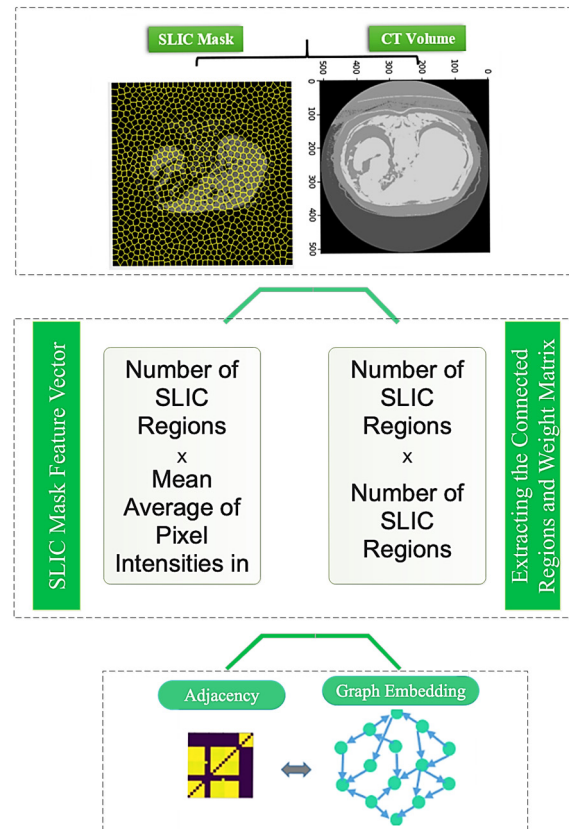 SLIC Mask
CT Volume
500 400 300 200 100 0
0
100
200
300
400
500
SLIC Mask Feature Vector
Number of
SLIC
Regions
x
Mean
Average of
Pixel
Intensities in
Number of
SLIC
Regions
x
Number of
SLIC
Regions
Extracting the Connected
Regions and Weight Matrix
Adjacency
Graph Embedding